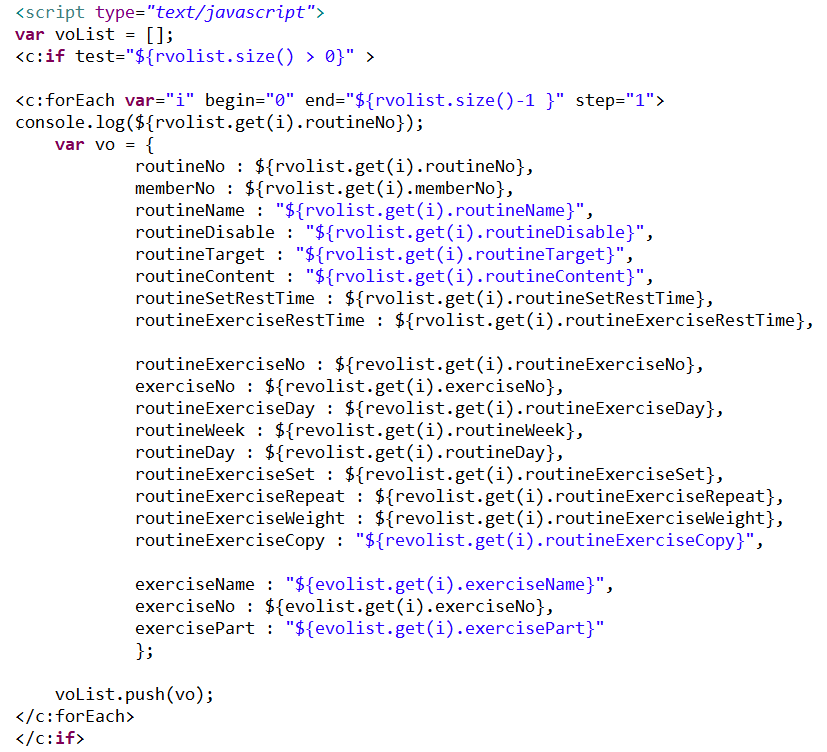 <script type="text/javascript">
var voList = [];
<c:if test="${rvolist.size() > 0}" >
<c:forEach var="i" begin="0" end="${rvolist.size()-1 }" step="1">
console.log(${rvolist.get(i).routineNo});
var vo = {
routineNo : ${rvolist.get(i).routineNo},
memberNo : ${rvolist.get(i).memberNo},
routineName : "${rvolist.get(i).routineName}",
routineDisable : "${rvolist.get(i).routineDisable}",
routineTarget : "${rvolist.get(i).routineTarget}",
routineContent : "${rvolist.get(i).routineContent}",
routineSetRestTime : ${rvolist.get(i).routineSetRestTime},
routineExerciseRestTime : ${rvolist.get(i).routineExerciseRestTime},
routineExerciseNo : ${revolist.get(i).routineExerciseNo},
exerciseNo : ${revolist.get(i).exerciseNo},
routineExerciseDay : ${revolist.get(i).routineExerciseDay},
routineWeek : ${revolist.get(i).routineWeek},
routineDay : ${revolist.get(i).routineDay},
routineExerciseSet : ${revolist.get(i).routineExerciseSet},
routineExerciseRepeat : ${revolist.get(i).routineExerciseRepeat},
routineExerciseWeight : ${revolist.get(i).routineExerciseWeight},
routineExerciseCopy : "${revolist.get(i).routineExerciseCopy}",
exerciseName : "${evolist.get(i).exerciseName}",
exerciseNo : ${evolist.get(i).exerciseNo},
exercisePart : "${evolist.get(i).exercisePart}"
};
voList.push(vo);
</c:forEach>
</c:if>